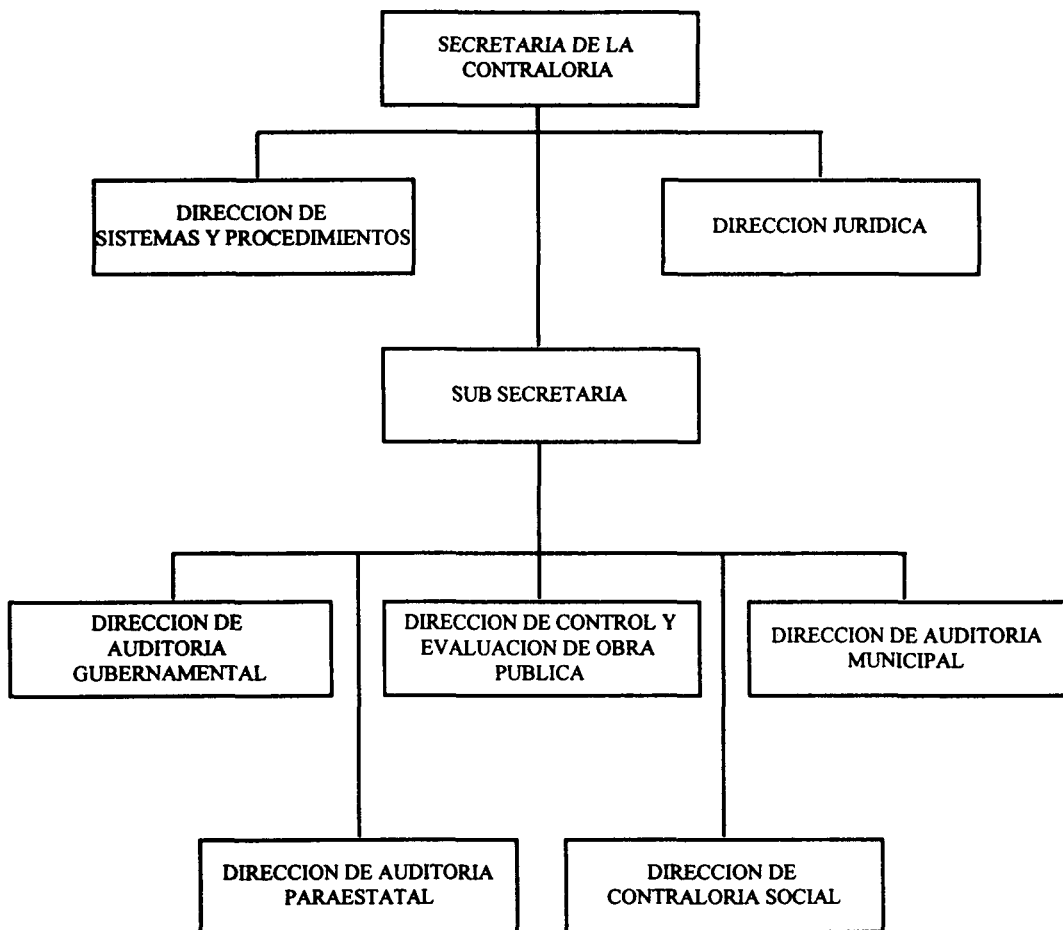 SECRETARIA DE LA
CONTRALORIA
DIRECCION DE
SISTEMAS Y PROCEDIMIENTOS
DIRECCION JURIDICA
SUB SECRETARIA
DIRECCION DE
AUDITORIA
GUBERNAMENTAL
DIRECCION DE CONTROL Y
EVALUACION DE OBRA
PUBLICA
DIRECCION DE AUDITORIA
MUNICIPAL
DIRECCION DE AUDITORIA
PARAESTATAL
DIRECCION DE
CONTRALORIA SOCIAL